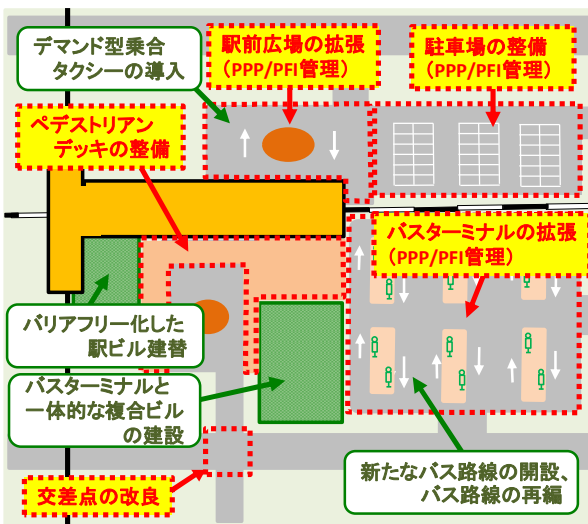 デマンド型乗合
タクシーの導入
駅前広場の拡張
（PPP/PFI管理）
駐車場の整備
（PPP/PFI管理）
ペデストリアン
デッキの整備
バスターミナルの拡張
（PPP/PFI管理）
バリアフリー化した
駅ビル建替
バスターミナルと
一体的な複合ビル
の建設
交差点の改良
新たなバス路線の開設、
バス路線の再編